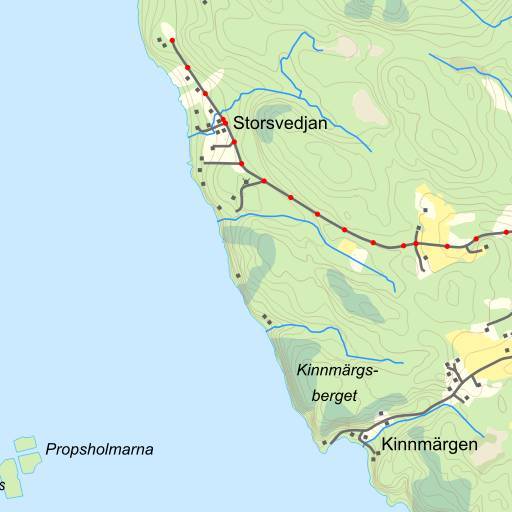 Storsvedjan
Kinnmärgs-
berget
Kinnmärgen
Propsholmarna
s